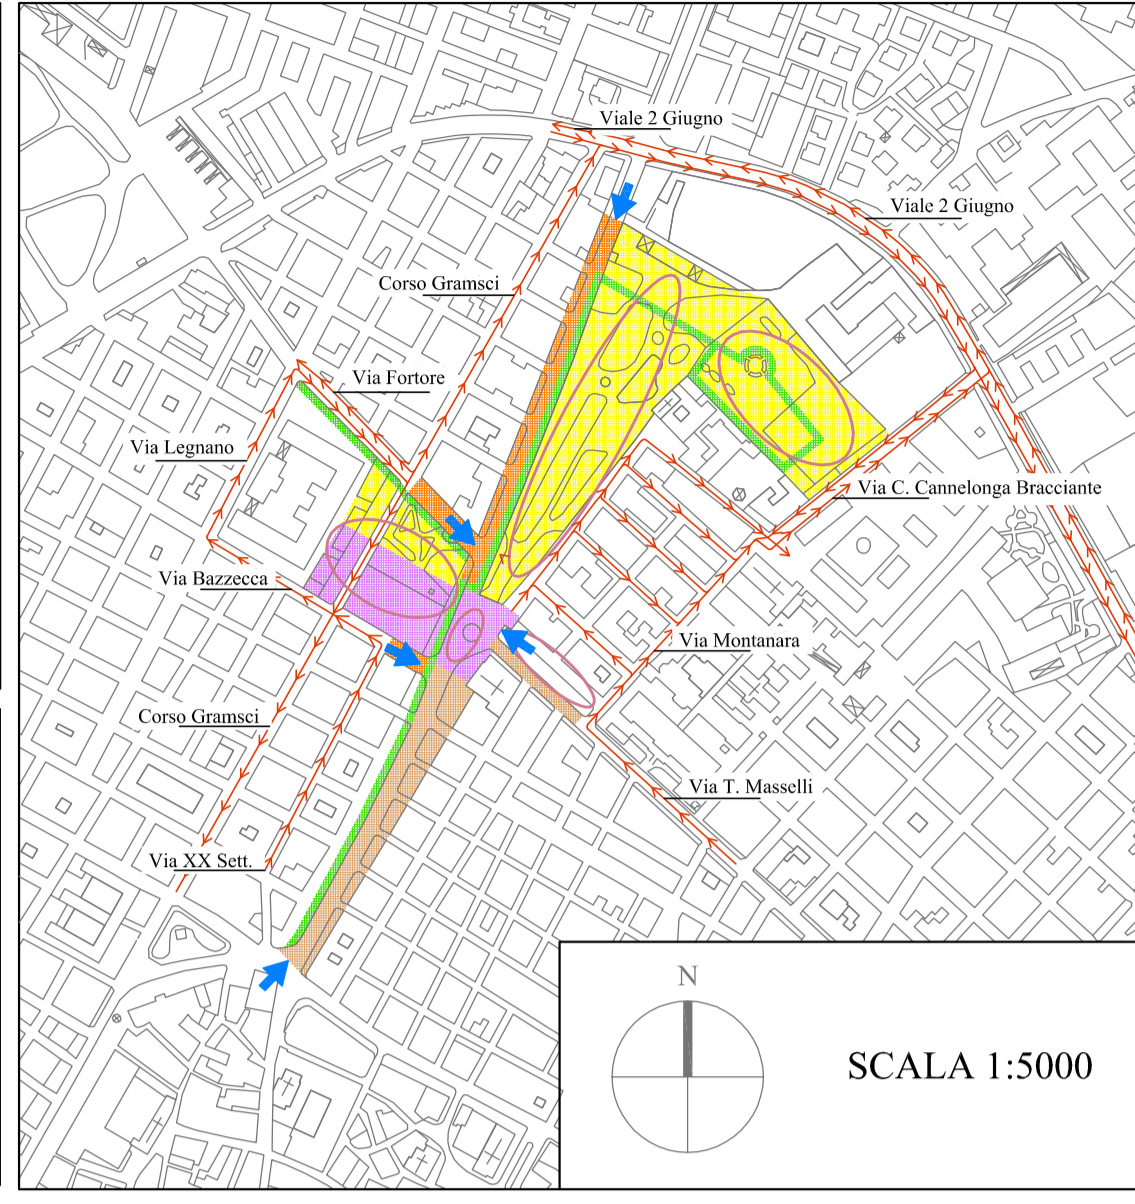 Viale 2 Giugno
Viale 2 Giugno
Corso Gramsci
Via Fortore
Via Legnano
Via C. Cannelonga Bracciante
Via Bazzecca
Via Montanara
Corso Gramsci
Via T. Masselli
Via XX Sett.
N
SCALA 1:5000